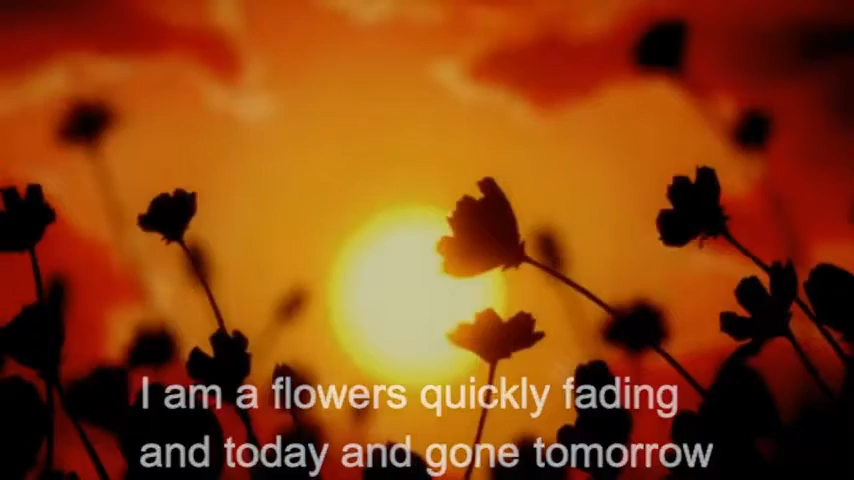 I am a flowers quickly fading
and today and gone tomorrow